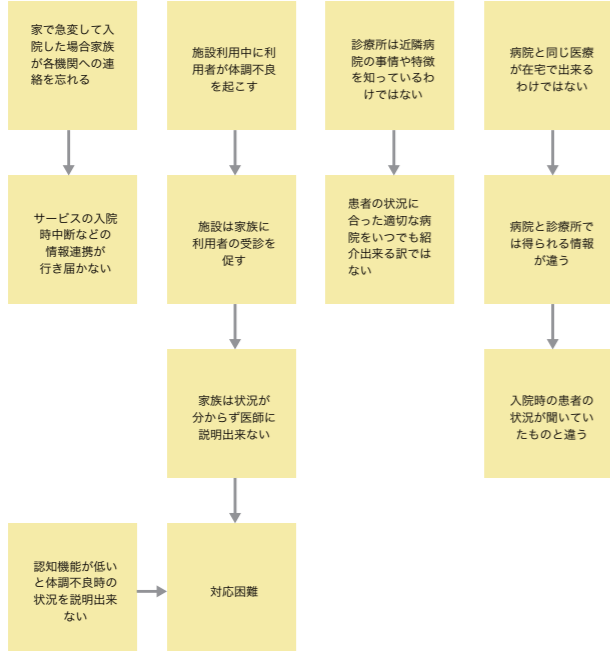 家で急変して入
院した場合家族
が各機関への連
絡を忘れる
施設利用中に利
用者が体調不良
を起こす
診療所は近隣病
院の事情や特徴
を知っているわ
けではない
病院と同じ医療
が在宅で出来る
わけではない
サービスの入院
時中断などの
情報連携が
行き届かない
施設は家族に
利用者の受診を
促す
患者の状況に
合った適切な病
院をいつでも紹
介出来る訳では
ない
病院と診療所で
は得られる情報
が違う
家族は状況が
分からず医師に
説明出来ない
入院時の患者の
状況が聞いてい
たものと違う
認知機能が低い
と体調不良時の
状況を説明出来
ない
対応困難